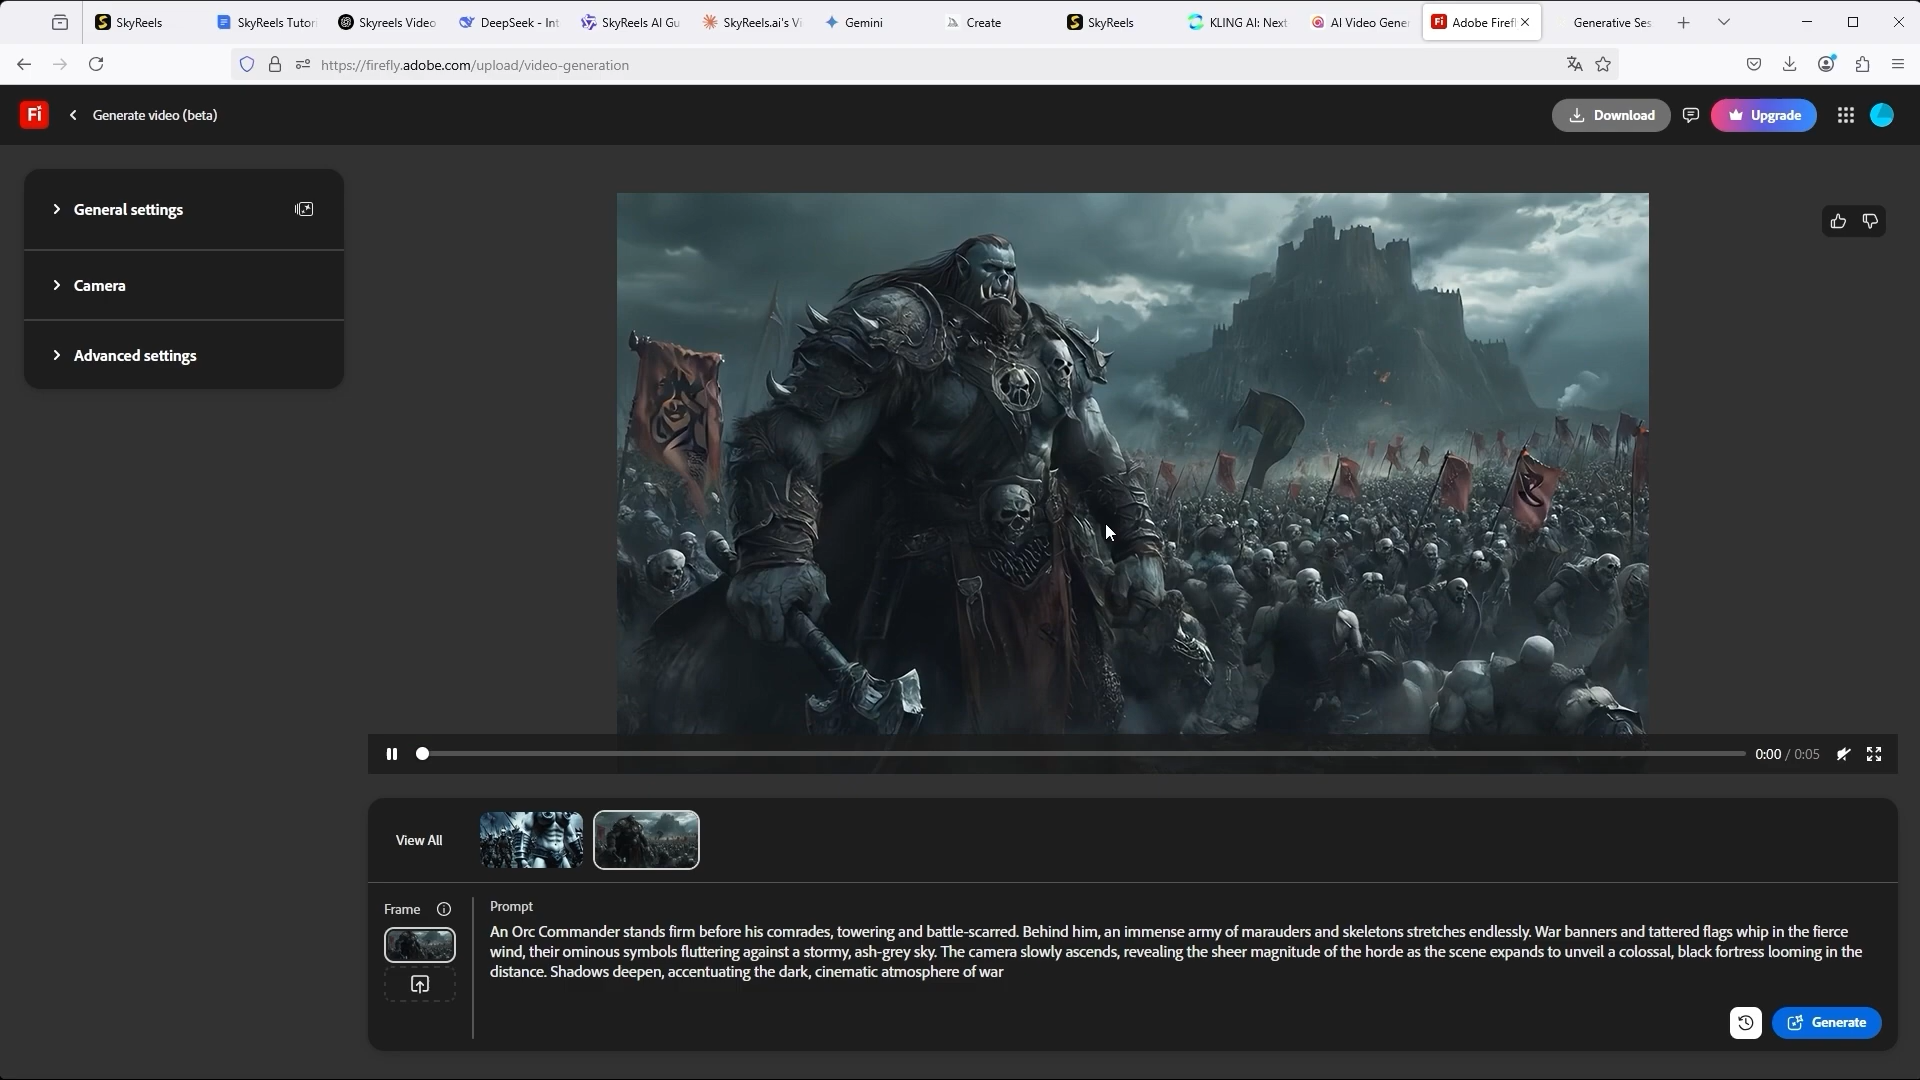 SkyReels
SkyReels Tutori
Skyreels Video
DeepSeek - Int
SkyReels AI Gu
SkyReels.ai's Vi
Gemini
Create
SkyReels
KLING AI: Next
AI Video Gener
Adobe Firefl
Generative Ses
https://firefly.adobe.com/upload/video-generation
Fi
Generate video (beta)
Download
Upgrade
General settings
Camera
Advanced settings
0:00 / 0:05
View All
Frame
Prompt
An Orc Commander stands firm before his comrades, towering and battle-scarred. Behind him, an immense army of marauders and skeletons stretches endlessly. War banners and tattered flags whip in the fierce
wind, their ominous symbols fluttering against a stormy, ash-grey sky. The camera slowly ascends, revealing the sheer magnitude of the horde as the scene expands to unveil a colossal, black fortress looming in the
distance. Shadows deepen, accentuating the dark, cinematic atmosphere of war
Generate